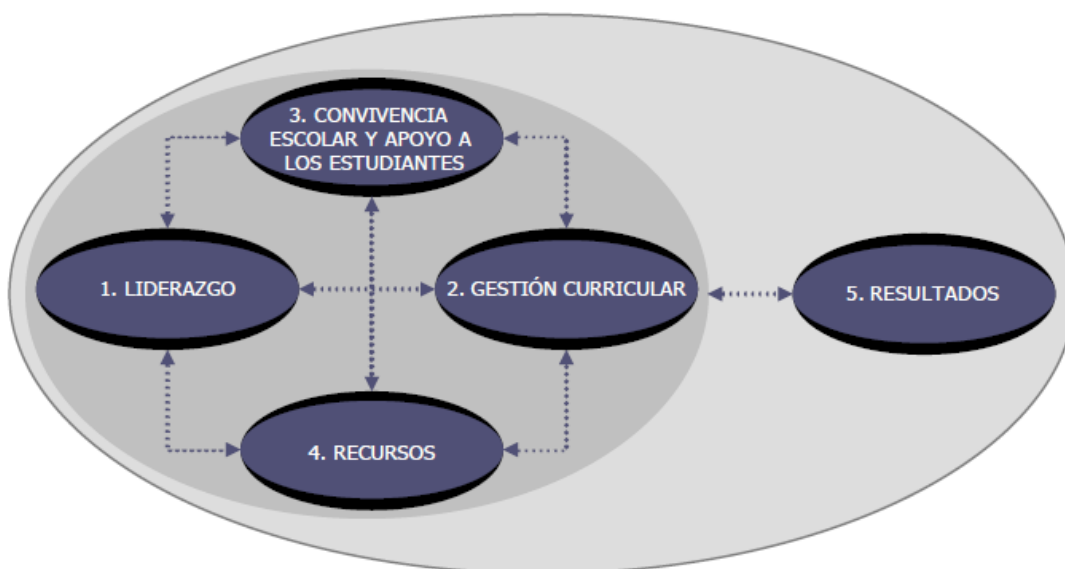 3. CONVIVENCIA
ESCOLAR Y APOYO A
LOS ESTUDIANTES
1. LIDERAZGO
2. GESTIÓN CURRICULAR
5. RESULTADOS
4. RECURSOS